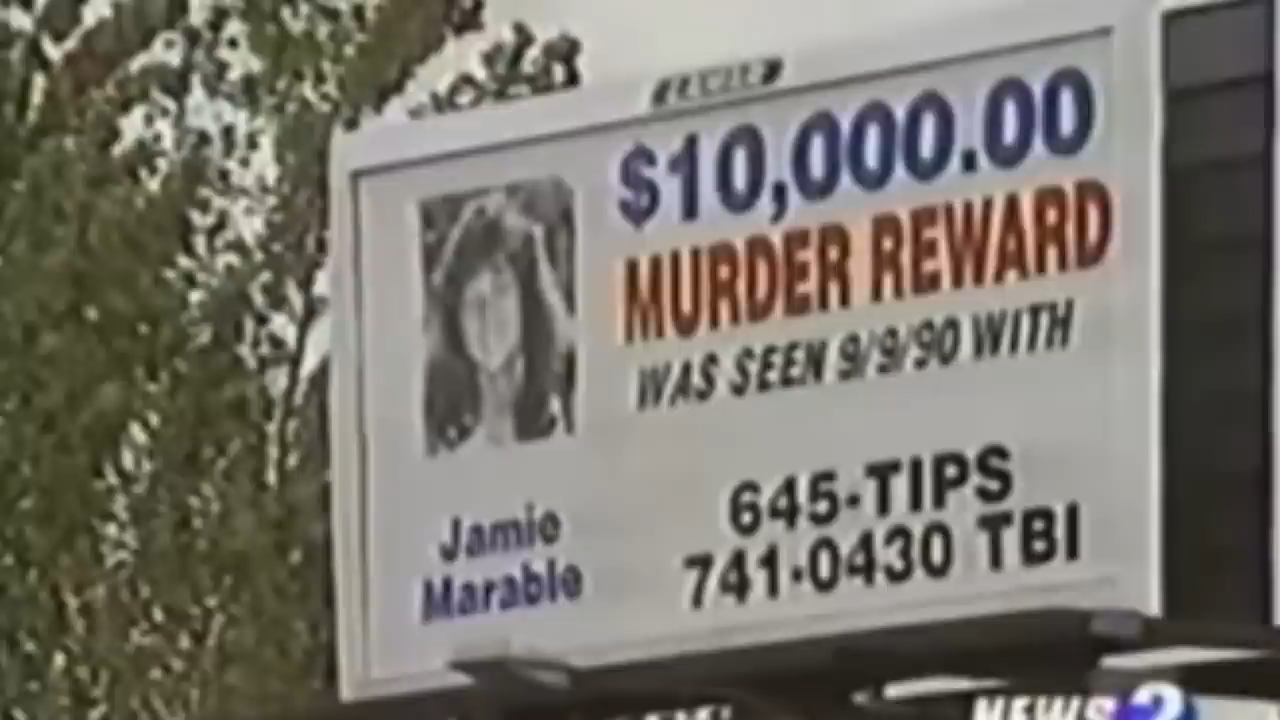 $10,000.00
MURDER REWARD
WAS SEEN 9/9/90 WITH
645-TIPS
741-0430 TBI
Jamie
Marable
NEWS 2